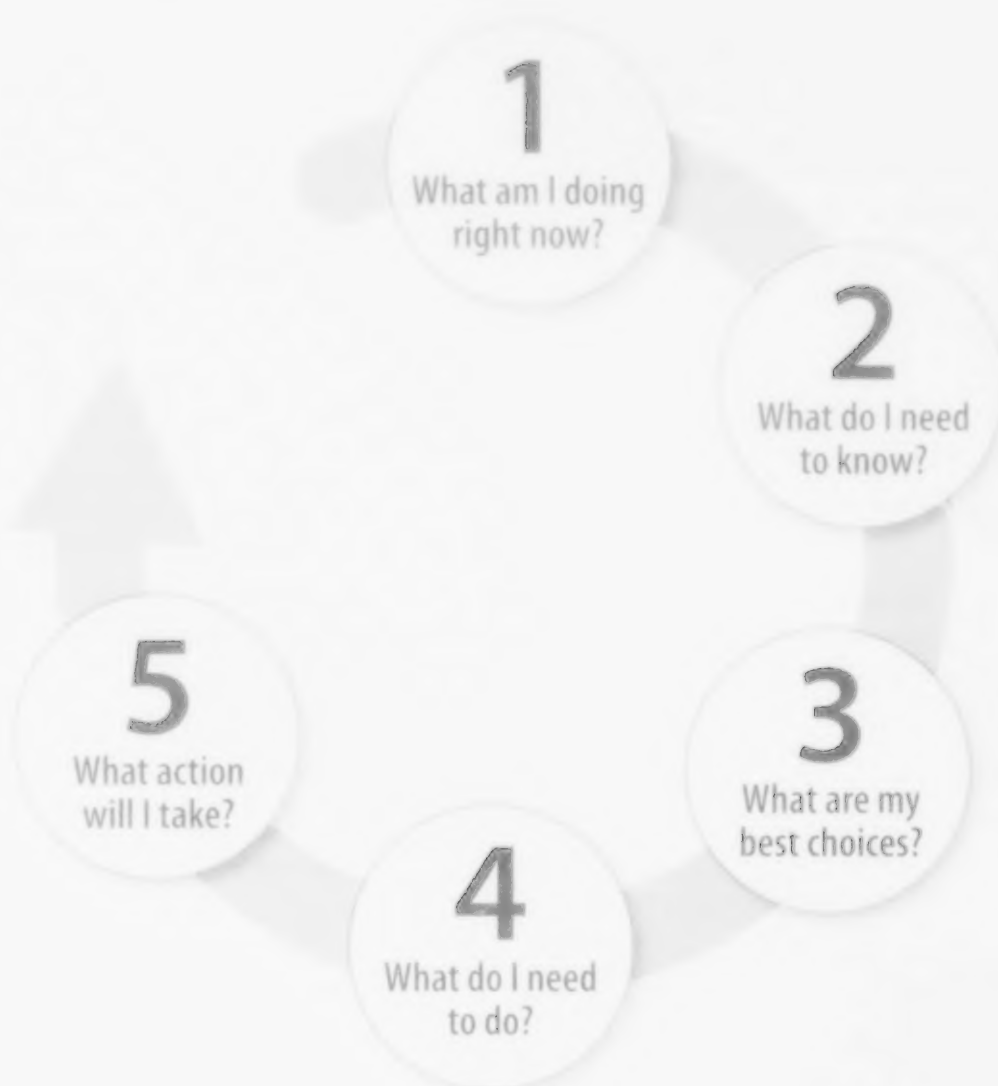 1
What am I doing
right now?
2
What do I need
to know?
3
What are my
best choices?
4
What do I need
to do?
5
What action
will I take?